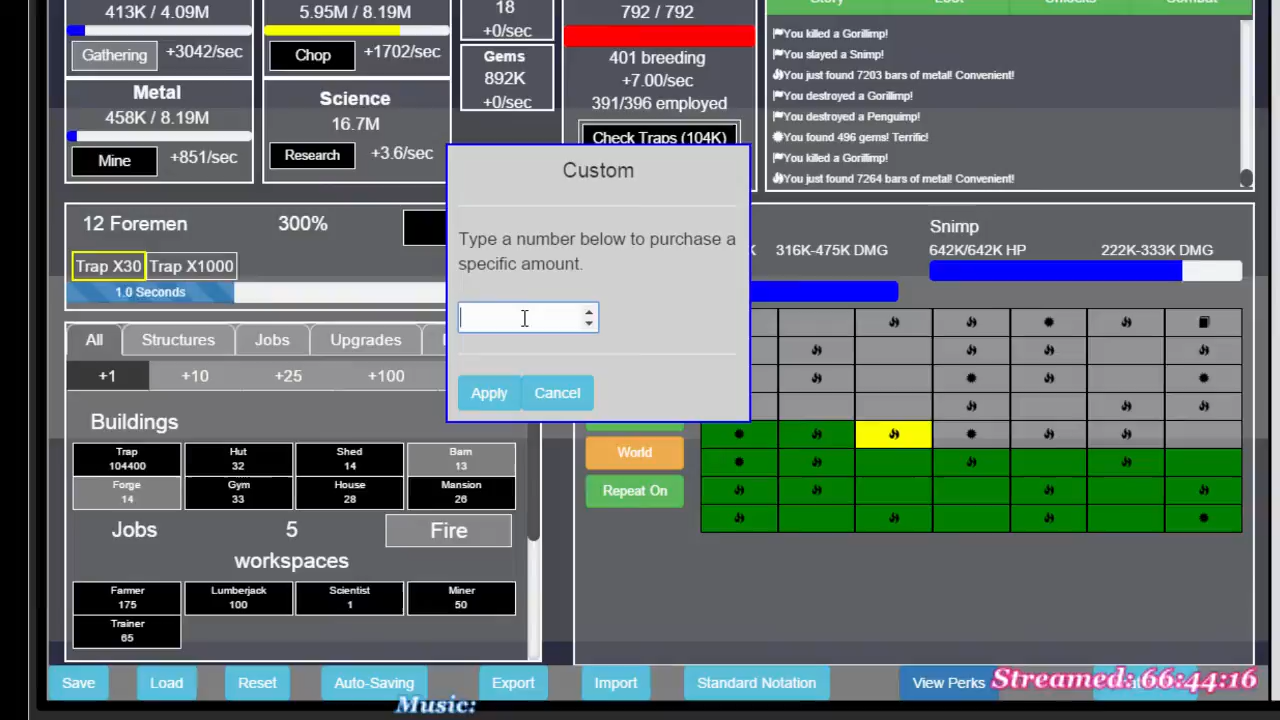 413K / 4.09M
Gathering
+3042/sec
5.95M / 8.19M
Chop
+1702/sec
18
+0/sec
Gems
892K
+0/sec
792 / 792
401 breeding
+7.00/sec
391/396 employed
Check Traps (104K)
Story
Loot
Unlocks
Combat
You killed a Gorillimp!
You slayed a Snimp!
You just found 7203 bars of metal! Convenient!
You destroyed a Gorillimp!
You destroyed a Penguimp!
You found 496 gems! Terrific!
You killed a Gorillimp!
You just found 7264 bars of metal! Convenient!
Metal
458K / 8.19M
Mine
+851/sec
Science
16.7M
Research
+3.6/sec
12 Foremen
300%
Trap X30
Trap X1000
1.0 Seconds
Custom
Type a number below to purchase a
specific amount.
Apply
Cancel
K
316K-475K DMG
Snimp
642K/642K HP
222K-333K DMG
All
Structures
Jobs
Upgrades
+1
+10
+25
+100
Buildings
Trap
104400
Hut
32
Shed
14
Barn
13
Forge
14
Gym
33
House
28
Mansion
26
Jobs
5
workspaces
Fire
Farmer
175
Lumberjack
100
Scientist
1
Miner
50
Trainer
65
World
Repeat On
Save
Load
Reset
Auto-Saving
Export
Import
Standard Notation
View Perks
Streamed: 66:44:16
Music: